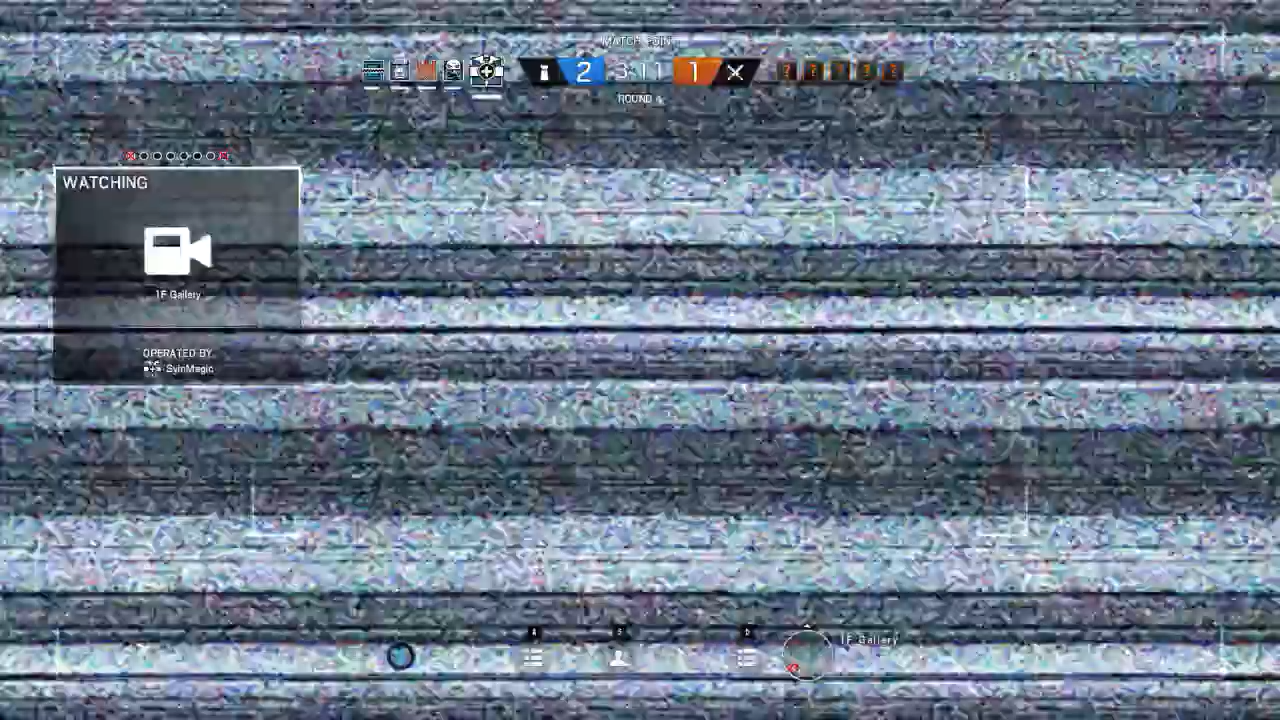 MATCH POINT
2 3:11 1
ROUND 4
WATCHING
1F Gallery
OPERATED BY
SvinMagic
1F Gallery